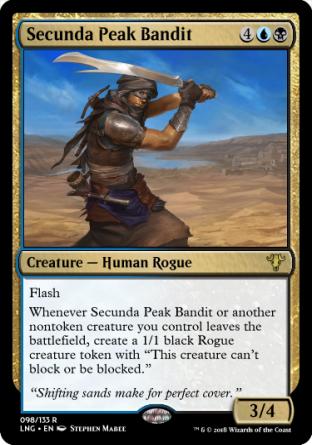 Secunda Peak Bandit 4
Creature — Human Rogue
Flash
Whenever Secunda Peak Bandit or another
nontoken creature you control leaves the
battlefield, create a 1/1 black Rogue
creature token with “This creature can’t
block or be blocked.”
“Shifting sands make for perfect cover.”
3/4
098/133 R
LNG • EN STEPHEN MABEE
™ & © 2018 Wizards of the Coast